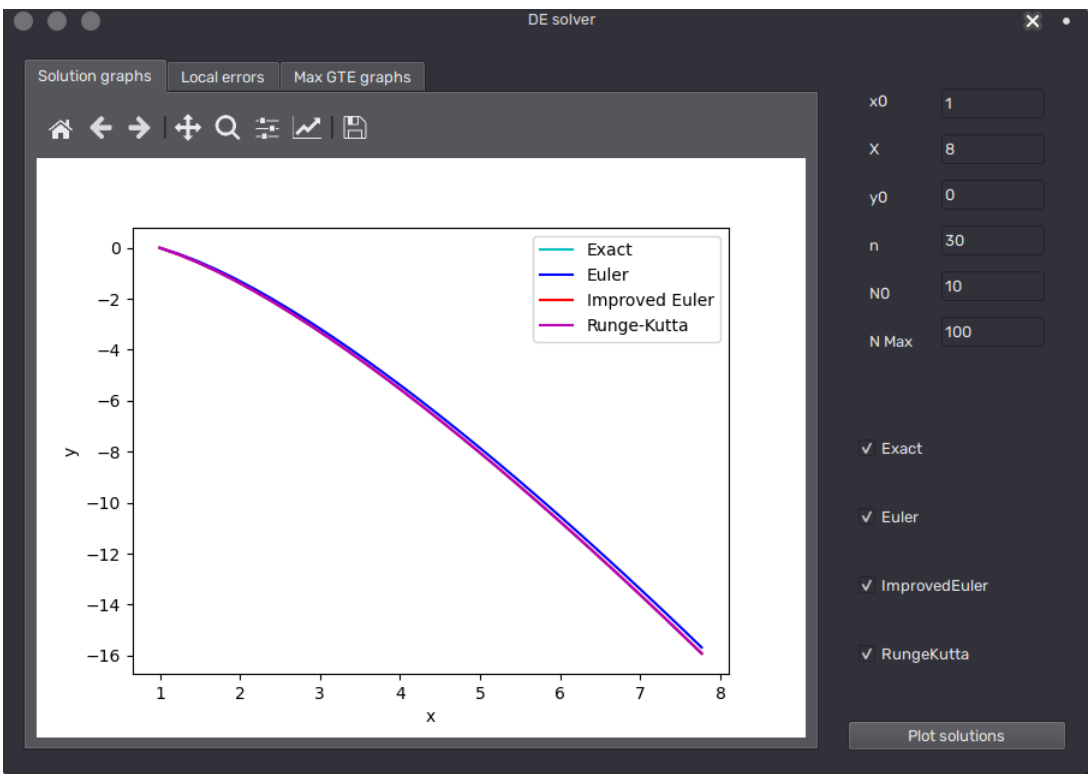 DE solver
Solution graphs
Local errors
Max GTE graphs
Exact
Euler
Improved Euler
Runge-Kutta
0
−2
−4
−6
−8
−10
−12
−14
−16
y
1 2 3 4 5 6 7 8
x
x0 1
X 8
y0 0
n 30
N0 10
N Max 100
Exact
Euler
ImprovedEuler
RungeKutta
Plot solutions